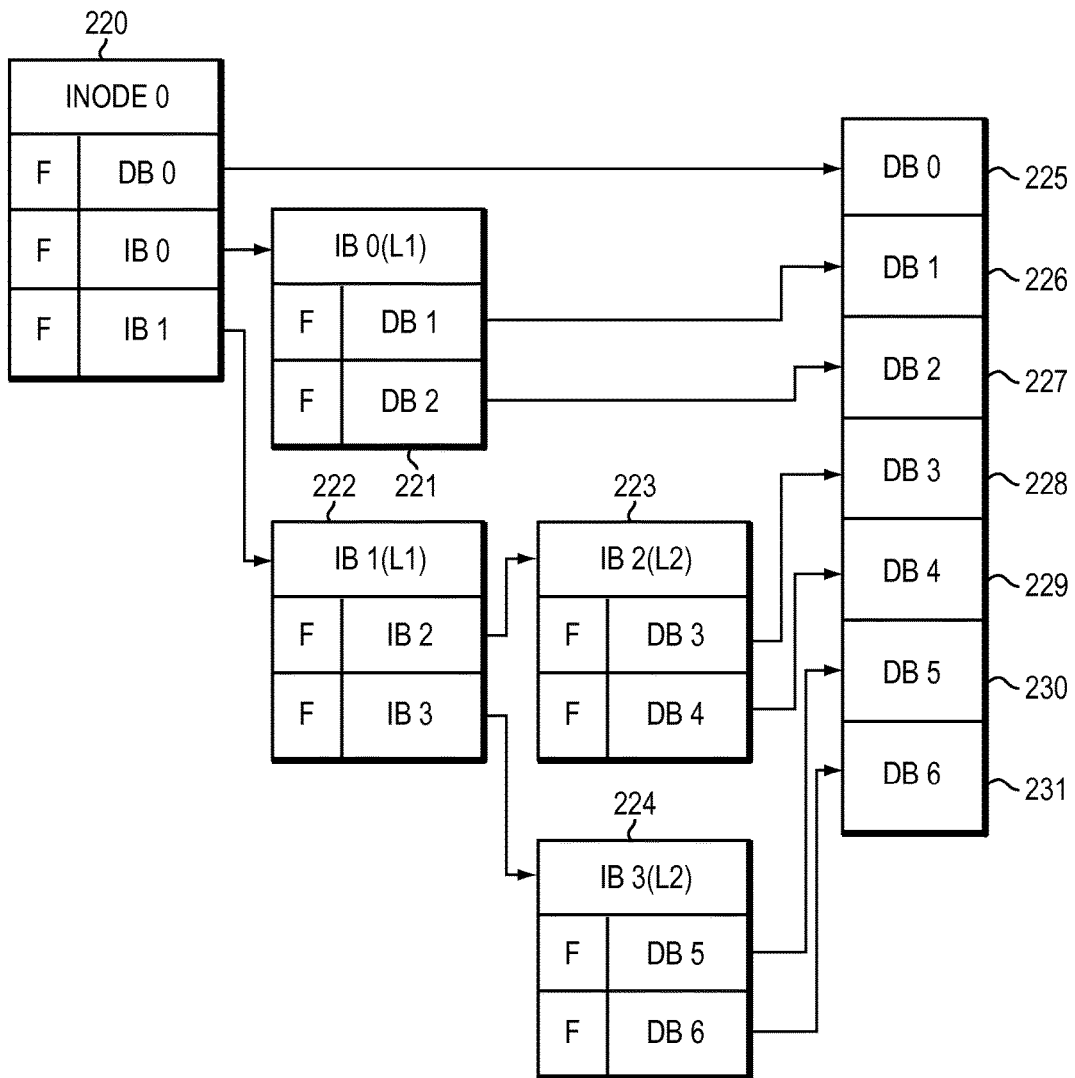 220
INODE 0
F DB 0
F IB 0
F IB 1
IB 0(L1)
F DB 1
F DB 2
221
222
IB 1(L1)
F IB 2
F IB 3
223
IB 2(L2)
F DB 3
F DB 4
224
IB 3(L2)
F DB 5
F DB 6
DB 0 225
DB 1 226
DB 2 227
DB 3 228
DB 4 229
DB 5 230
DB 6 231